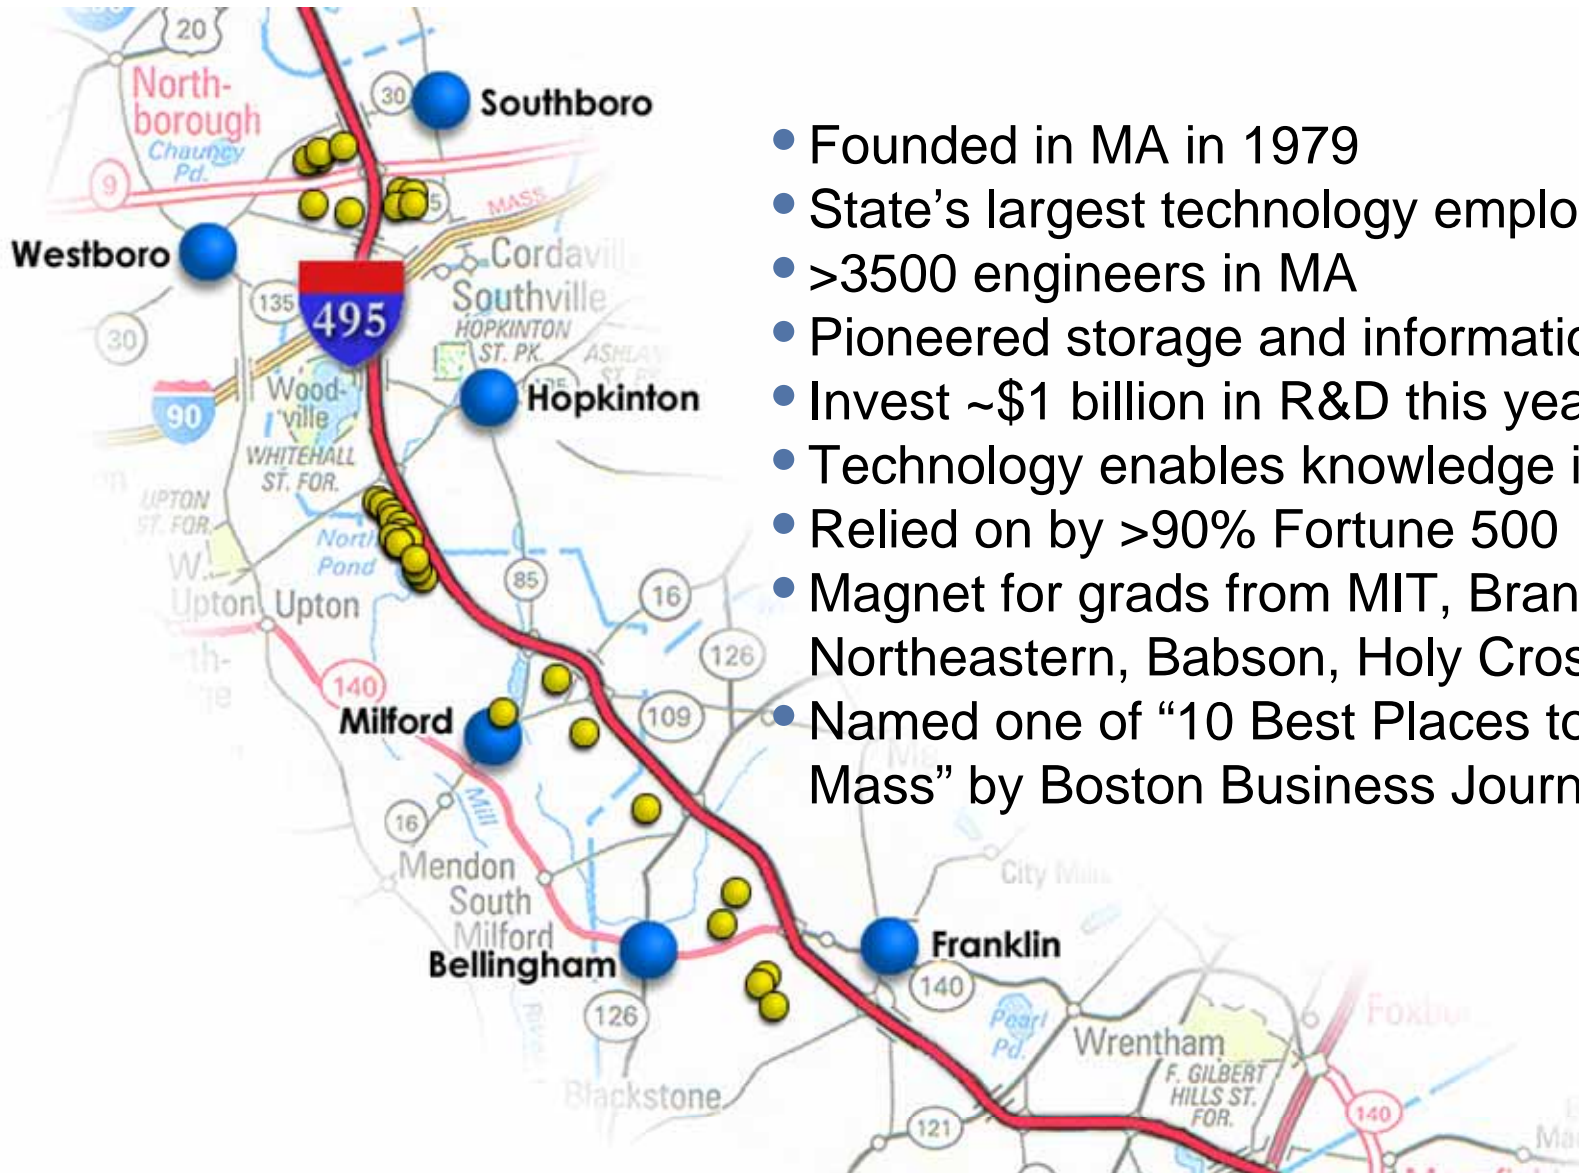 20
North-
borough
Chauncy
Pd.
30
Southboro
9
5
MASS
Westboro
Cordavil
Southville
135
495
HOPKINTON
ST. PK.
30
90
Wood-
ville
Hopkinton
WHITEHALL
ST. FOR.
UPTON
ST. FOR.
North
Pond
W.
Upton
Upton
85
16
126
140
Milford
109
Mill
16
Mendon
South
Milford
Bellingham
Franklin
City
126
140
Pearl
Pd.
Wrentham
F. GILBERT
HILLS ST.
FOR.
Blackstone
121
140
• Founded in MA in 1979
• State’s largest technology emplo
• >3500 engineers in MA
• Pioneered storage and informatio
• Invest ~$1 billion in R&D this yea
• Technology enables knowledge i
• Relied on by >90% Fortune 500
• Magnet for grads from MIT, Bran
Northeastern, Babson, Holy Cros
• Named one of “10 Best Places to
Mass” by Boston Business Journ